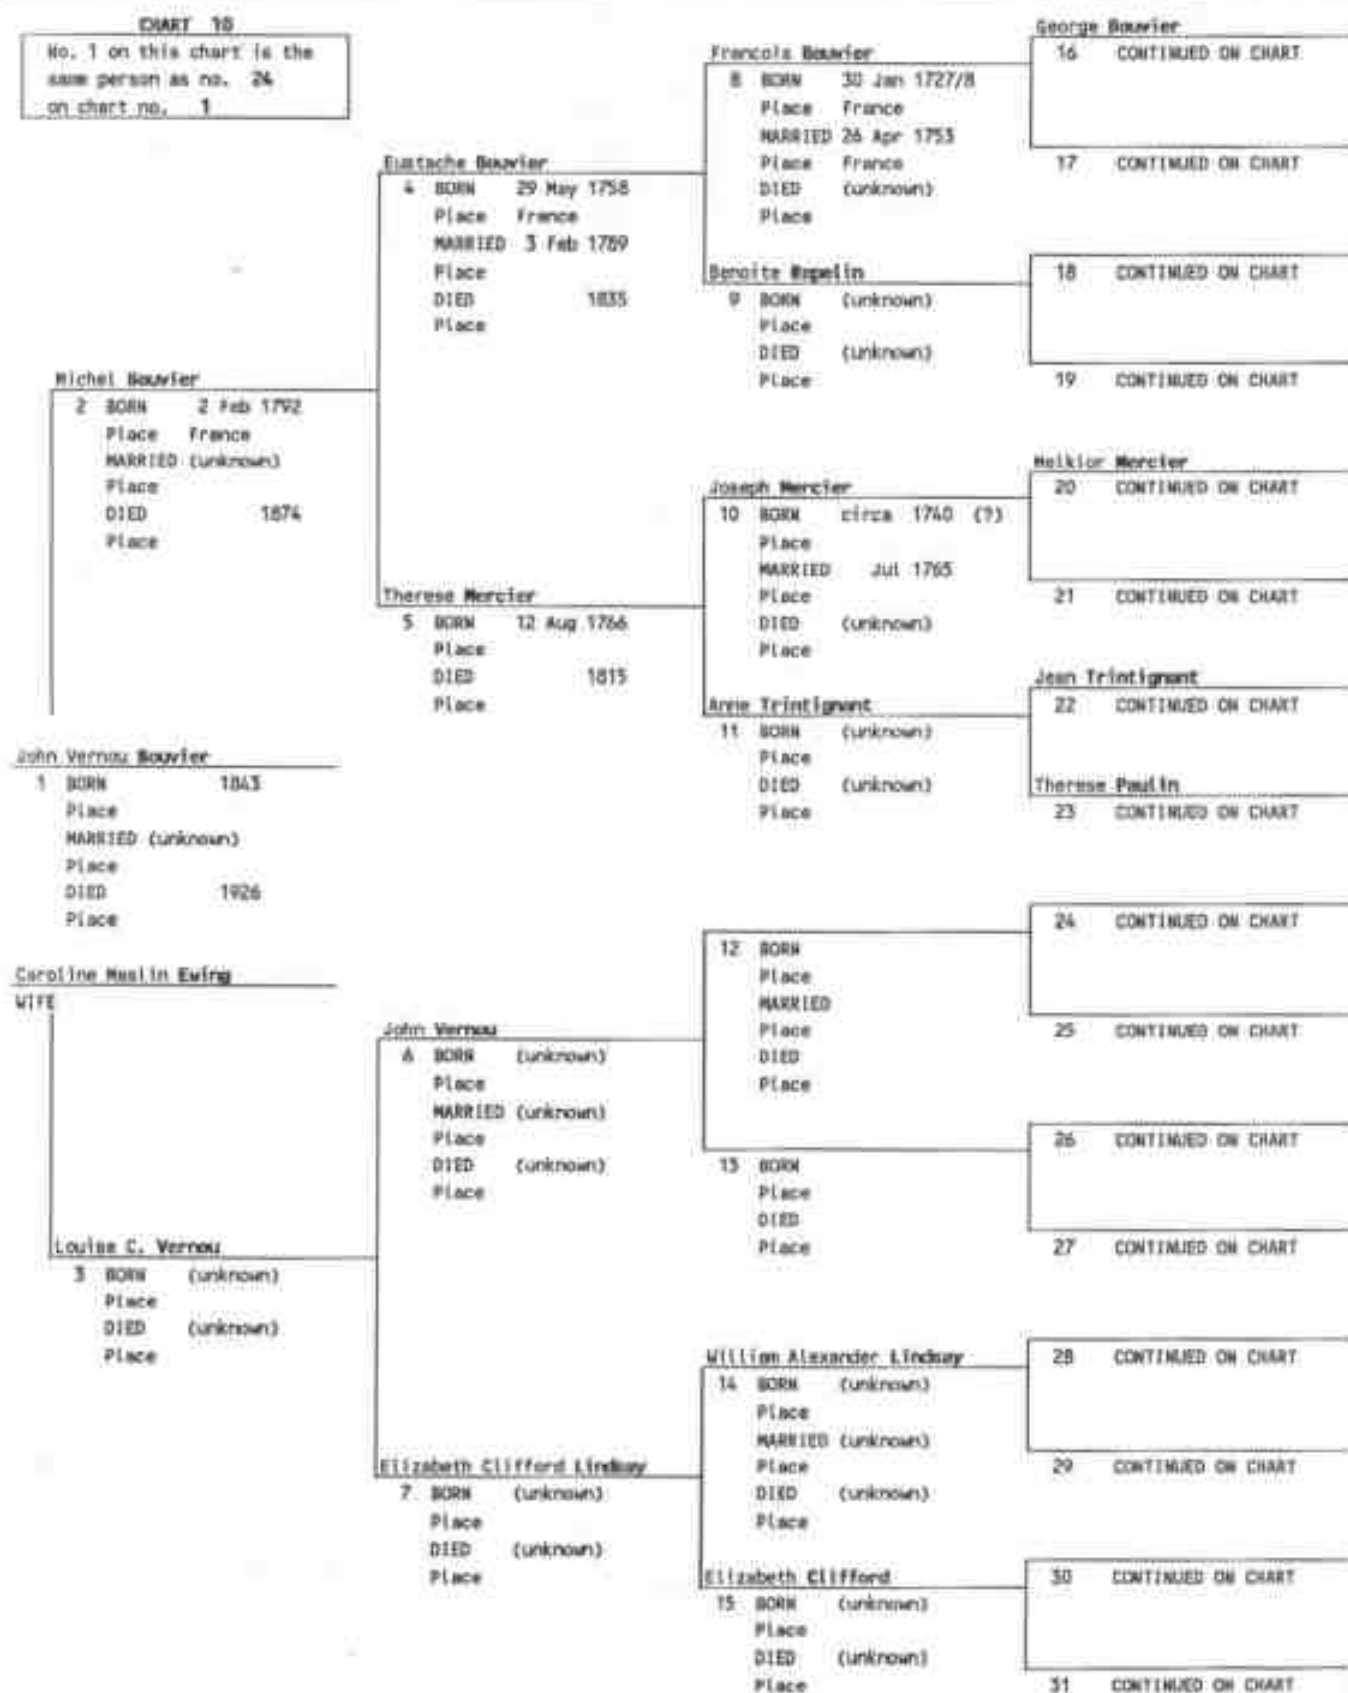 CHART 10
No. 1 on this chart is the
same person as no. 24
on chart no. 1
George Bouvier
16 CONTINUED ON CHART
17 CONTINUED ON CHART
Francois Bouvier
8 BORN 30 Jan 1727/8
Place France
MARRIED 26 Apr 1753
Place France
DIED (unknown)
Place
Eustache Bouvier
4 BORN 29 May 1758
Place France
MARRIED 3 Feb 1789
Place
DIED 1835
Place
Benoite Rapelin
9 BORN (unknown)
Place
DIED (unknown)
Place
18 CONTINUED ON CHART
19 CONTINUED ON CHART
Michel Bouvier
2 BORN 2 Feb 1792
Place France
MARRIED (unknown)
Place
DIED 1874
Place
Joseph Mercier
10 BORN circa 1740 (?)
Place
MARRIED Jul 1765
Place
DIED (unknown)
Place
Melkior Mercier
20 CONTINUED ON CHART
21 CONTINUED ON CHART
Therese Mercier
5 BORN 12 Aug 1766
Place
DIED 1815
Place
Anne Trintignant
11 BORN (unknown)
Place
DIED (unknown)
Place
Jean Trintignant
22 CONTINUED ON CHART
Therese Paulin
23 CONTINUED ON CHART
John Vernou Bouvier
1 BORN 1843
Place
MARRIED (unknown)
Place
DIED 1926
Place
Caroline Maslin Ewing
WIFE
12 BORN
Place
MARRIED
Place
DIED
Place
24 CONTINUED ON CHART
25 CONTINUED ON CHART
John Vernou
6 BORN (unknown)
Place
MARRIED (unknown)
Place
DIED (unknown)
Place
13 BORN
Place
DIED
Place
26 CONTINUED ON CHART
27 CONTINUED ON CHART
Louise C. Vernou
3 BORN (unknown)
Place
DIED (unknown)
Place
William Alexander Lindsay
14 BORN (unknown)
Place
MARRIED (unknown)
Place
DIED (unknown)
Place
28 CONTINUED ON CHART
29 CONTINUED ON CHART
Elizabeth Clifford Lindsay
7 BORN (unknown)
Place
DIED (unknown)
Place
Elizabeth Clifford
15 BORN (unknown)
Place
DIED (unknown)
Place
30 CONTINUED ON CHART
31 CONTINUED ON CHART